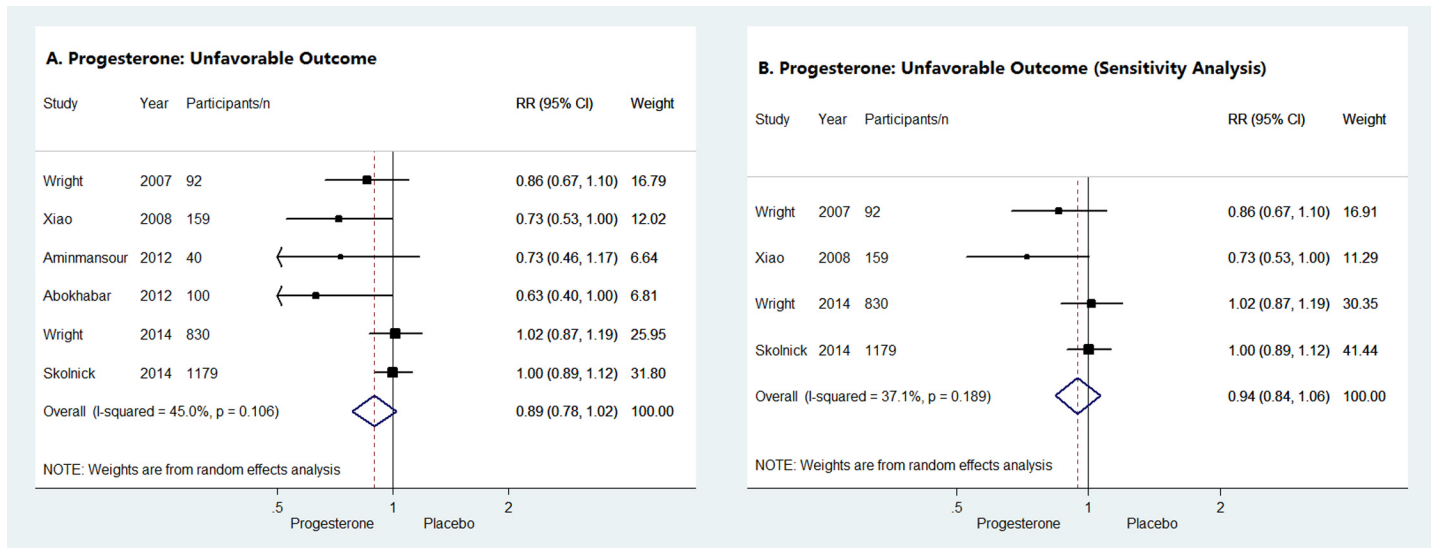 A. Progesterone: Unfavorable Outcome
Study Year Participants/n RR (95% CI) Weight
Wright 2007 92 0.86 (0.67, 1.10) 16.79
Xiao 2008 159 0.73 (0.53, 1.00) 12.02
Aminmansour 2012 40 0.73 (0.46, 1.17) 6.64
Abokhabar 2012 100 0.63 (0.40, 1.00) 6.81
Wright 2014 830 1.02 (0.87, 1.19) 25.95
Skolnick 2014 1179 1.00 (0.89, 1.12) 31.80
Overall (I-squared = 45.0%, p = 0.106) 0.89 (0.78, 1.02) 100.00
NOTE: Weights are from random effects analysis
.5 1 2
Progesterone Placebo
B. Progesterone: Unfavorable Outcome (Sensitivity Analysis)
Study Year Participants/n RR (95% CI) Weight
Wright 2007 92 0.86 (0.67, 1.10) 16.91
Xiao 2008 159 0.73 (0.53, 1.00) 11.29
Wright 2014 830 1.02 (0.87, 1.19) 30.35
Skolnick 2014 1179 1.00 (0.89, 1.12) 41.44
Overall (I-squared = 37.1%, p = 0.189) 0.94 (0.84, 1.06) 100.00
NOTE: Weights are from random effects analysis
.5 1 2
Progesterone Placebo